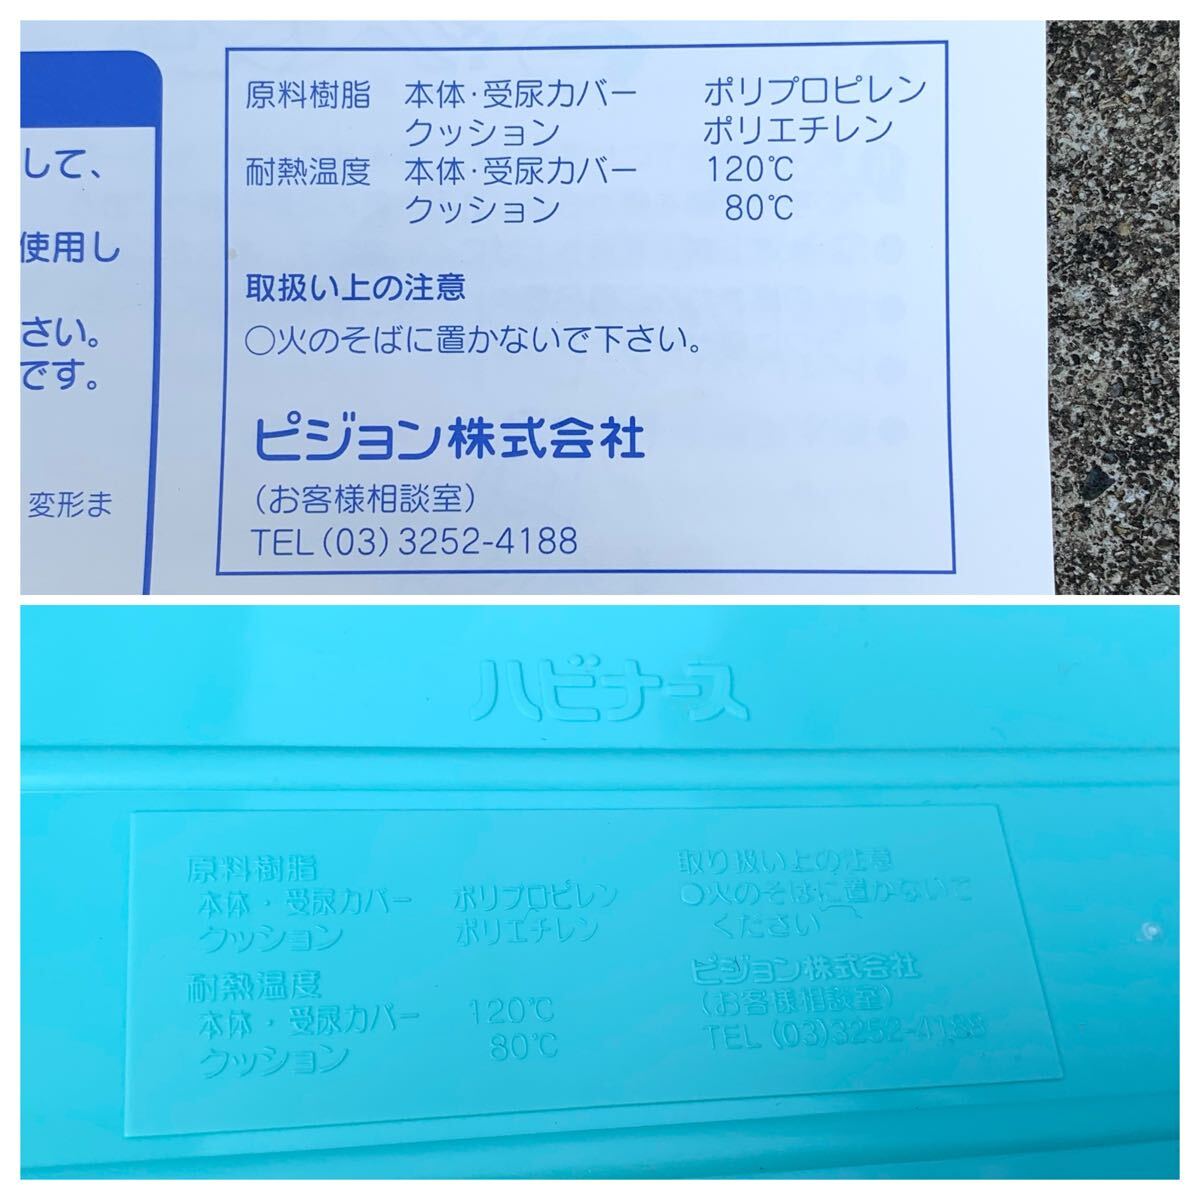 して、
使用し
さい。
です。
変形ま
原料樹脂 本体・受尿カバー ポリプロピレン
クッション ポリエチレン
耐熱温度 本体・受尿カバー 120℃
クッション 80℃
取扱い上の注意
○火のそばに置かないで下さい。
ピジョン株式会社
(お客様相談室)
TEL(03)3252-4188
ハビナース
原料樹脂
本体・受尿カバー ポリプロピレン
クッション ポリエチレン
耐熱温度
本体・受尿カバー 120℃
クッション 80℃
取り扱い上の注意
○火のそばに置かないで
ください
ピジョン株式会社
(お客様相談室)
TEL(03)3252-4188